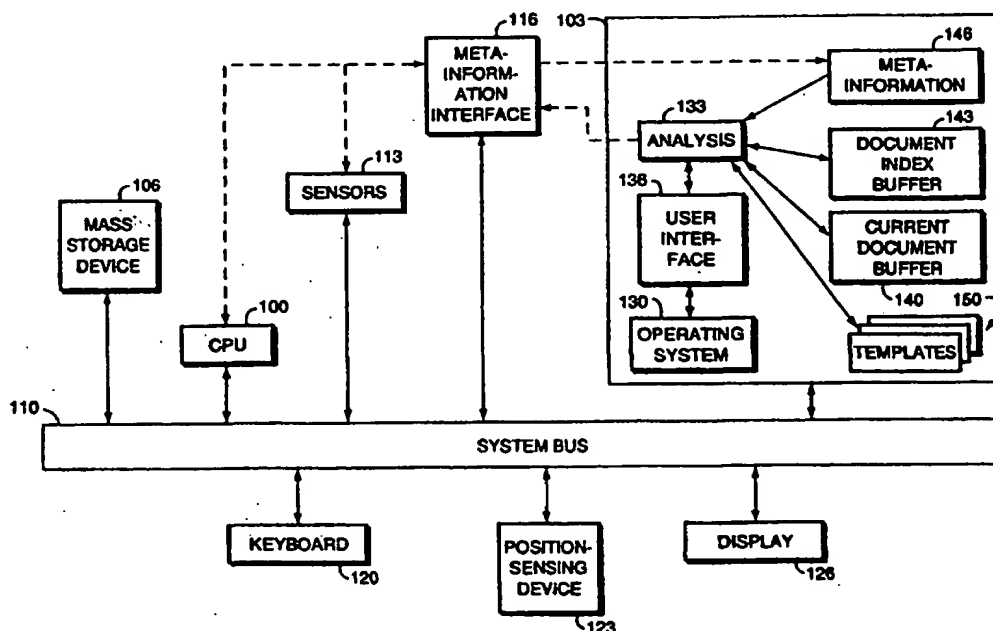 116
META-
INFORM-
ATION
INTERFACE
103
146
META-
INFORMATION
133
ANALYSIS
143
DOCUMENT
INDEX
BUFFER
106
MASS
STORAGE
DEVICE
113
SENSORS
136
USER
INTER-
FACE
CURRENT
DOCUMENT
BUFFER
140
150
100
CPU
130
OPERATING
SYSTEM
TEMPLATES
110
SYSTEM BUS
KEYBOARD
120
POSITION-
SENSING
DEVICE
123
DISPLAY
126